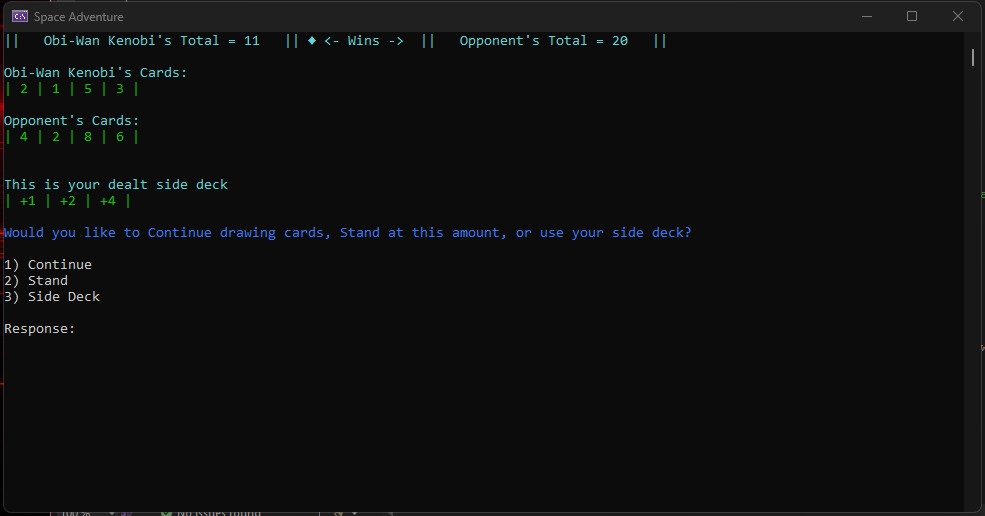 Space Adventure
||   Obi-Wan Kenobi's Total = 11   || ♦ <- Wins ->  ||   Opponent's Total = 20   ||
Obi-Wan Kenobi's Cards:
| 2 | 1 | 5 | 3 |
Opponent's Cards:
| 4 | 2 | 8 | 6 |
This is your dealt side deck
| +1 | +2 | +4 |
Would you like to Continue drawing cards, Stand at this amount, or use your side deck?
1) Continue
2) Stand
3) Side Deck
Response:
No issues found